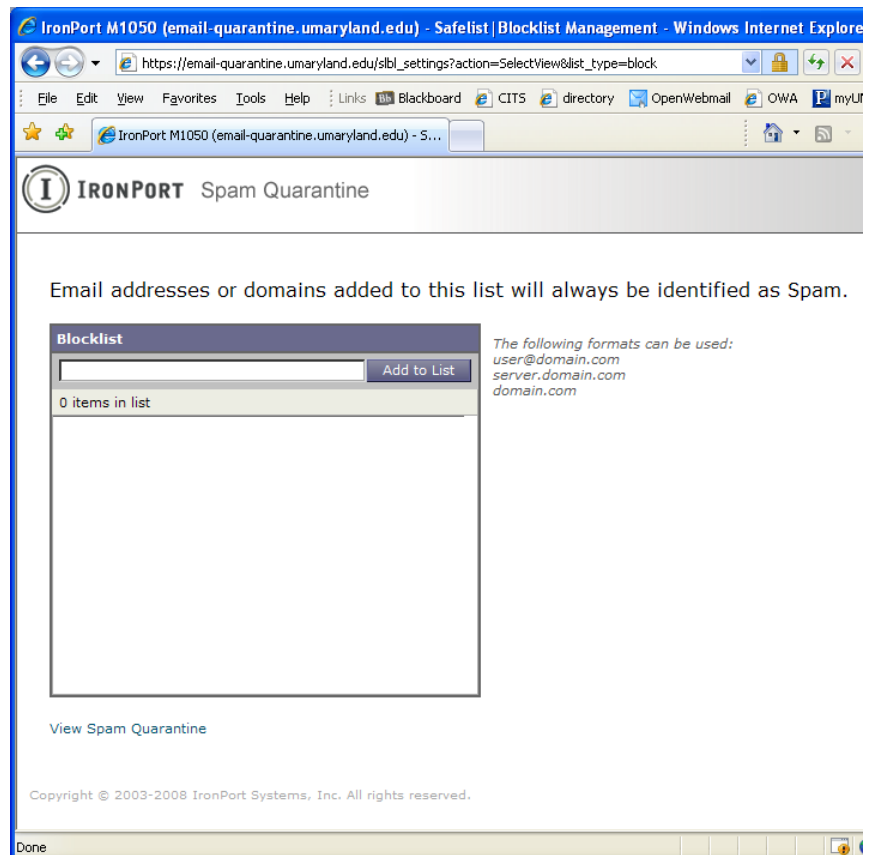 IronPort M1050 (email-quarantine.umaryland.edu) - Safelist|Blocklist Management - Windows Internet Explore
https://email-quarantine.umaryland.edu/slbl_settings?action=SelectView&list_type=block
File Edit View Favorites Tools Help Links Bb Blackboard CITS directory OpenWebmail OWA P myUM
IronPort M1050 (email-quarantine.umaryland.edu) - S...
I IRONPORT Spam Quarantine
Email addresses or domains added to this list will always be identified as Spam.
Blocklist
Add to List
0 items in list
The following formats can be used:
user@domain.com
server.domain.com
domain.com
View Spam Quarantine
Copyright © 2003-2008 IronPort Systems, Inc. All rights reserved.
Done